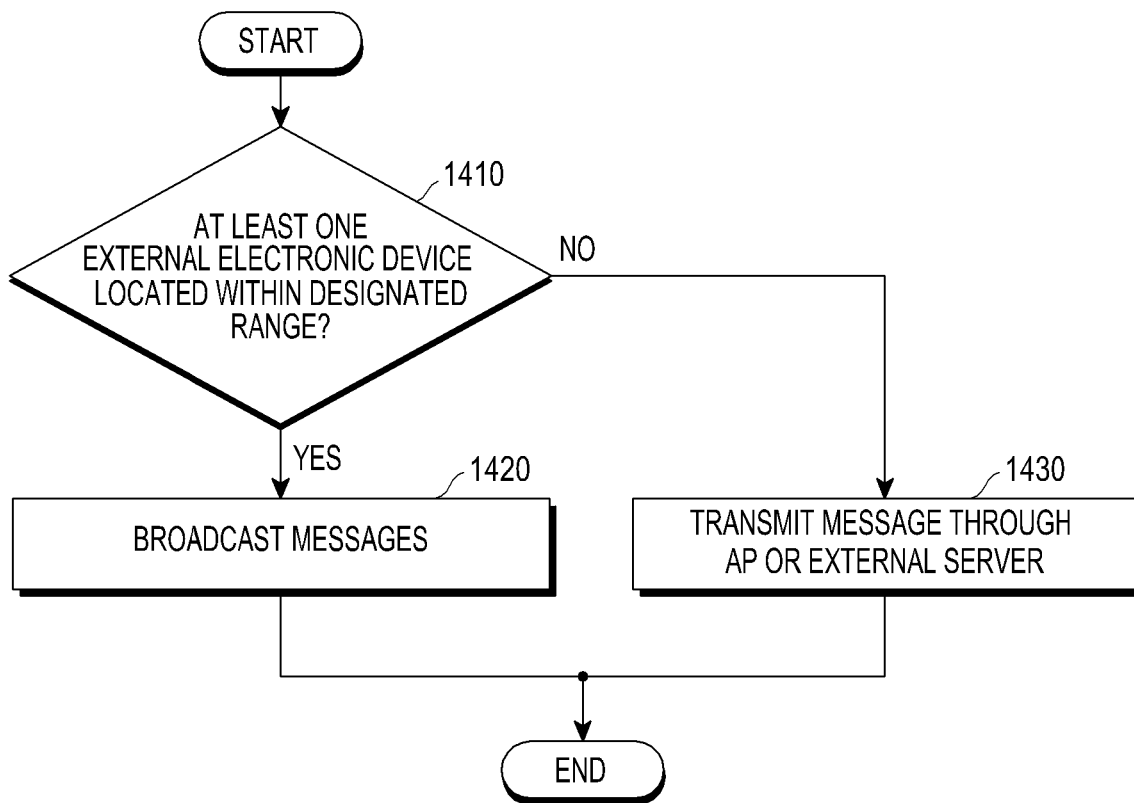 START
1410
AT LEAST ONE
EXTERNAL ELECTRONIC DEVICE
LOCATED WITHIN DESIGNATED
RANGE?
NO
YES
1420
BROADCAST MESSAGES
1430
TRANSMIT MESSAGE THROUGH
AP OR EXTERNAL SERVER
END